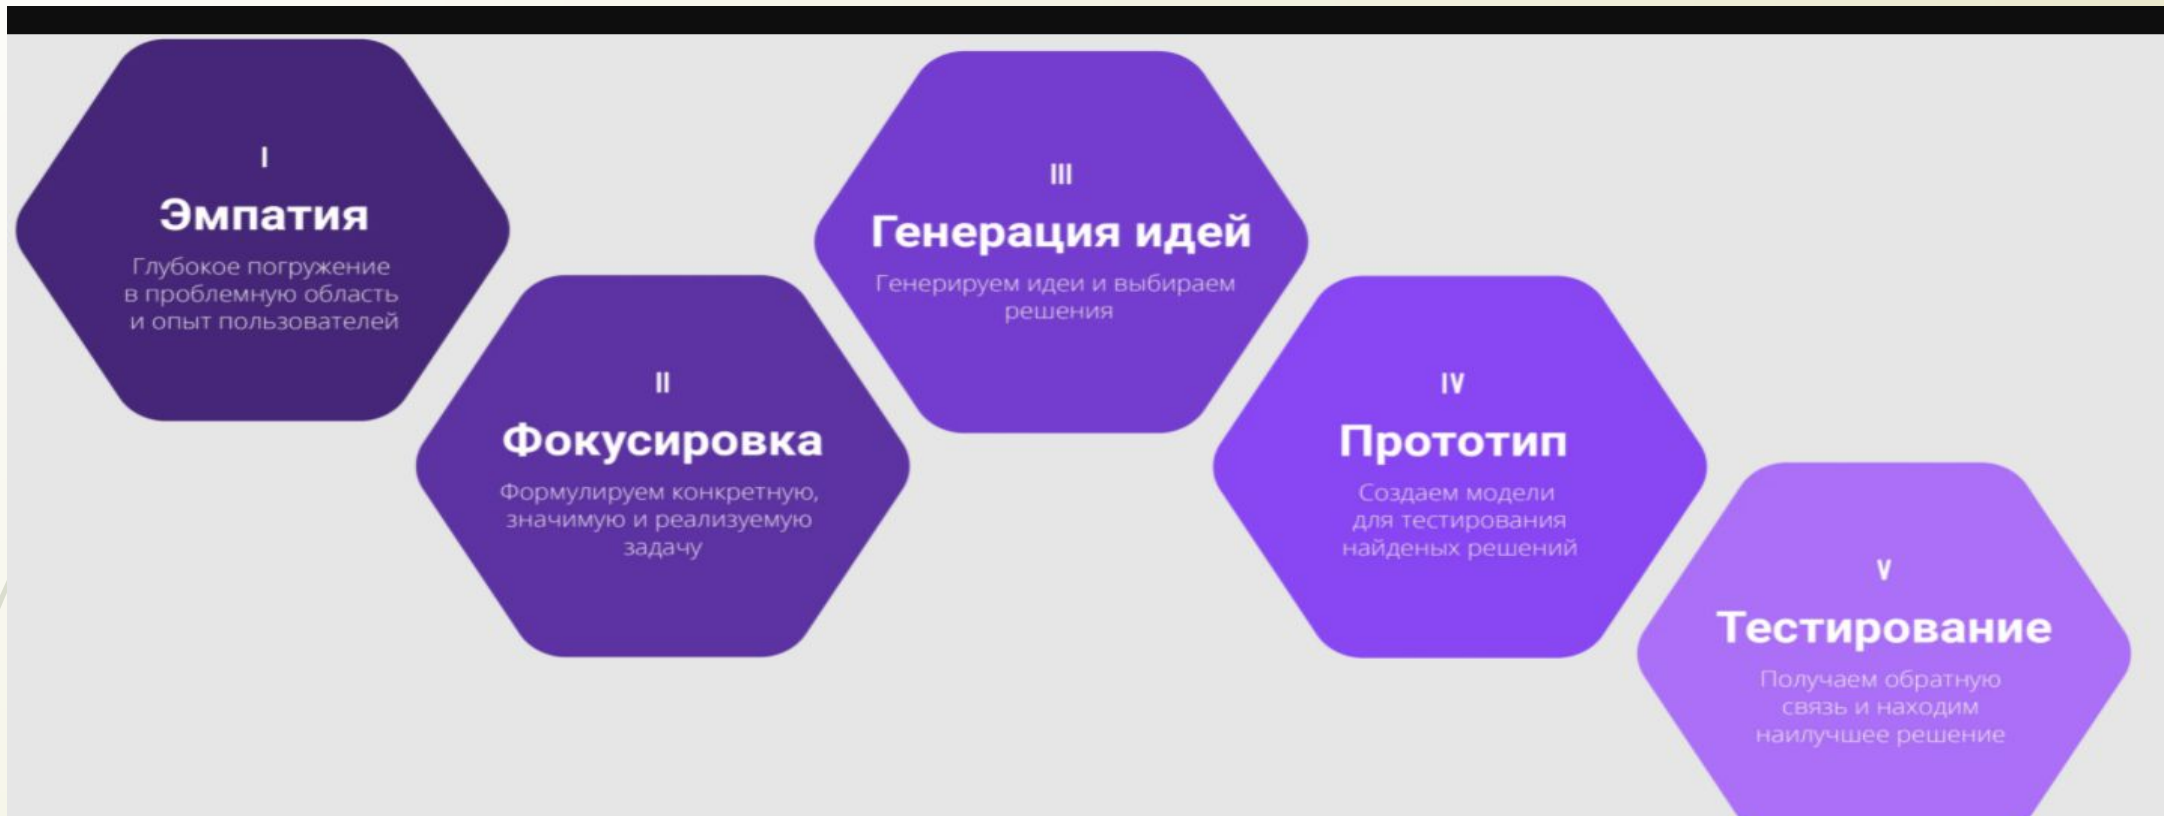 I
Эмпатия
Глубокое погружение
в проблемную область
и опыт пользователей
II
Фокусировка
Формулируем конкретную,
значимую и реализуемую
задачу
III
Генерация идей
Генерируем идеи и выбираем
решения
IV
Прототип
Создаем модели
для тестирования
найденых решений
V
Тестирование
Получаем обратную
связь и находим
наилучшее решение